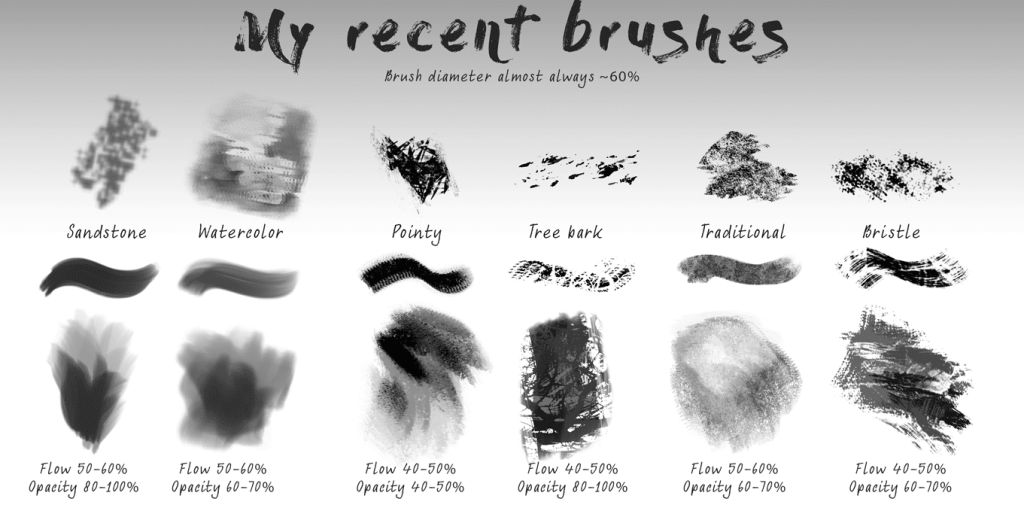 My recent brushes
Brush diameter almost always ~60%
Sandstone
Watercolor
Pointy
Tree bark
Traditional
Bristle
Flow 50-60%
Opacity 80-100%
Flow 50-60%
Opacity 60-70%
Flow 40-50%
Opacity 40-50%
Flow 40-50%
Opacity 80-100%
Flow 50-60%
Opacity 60-70%
Flow 40-50%
Opacity 60-70%